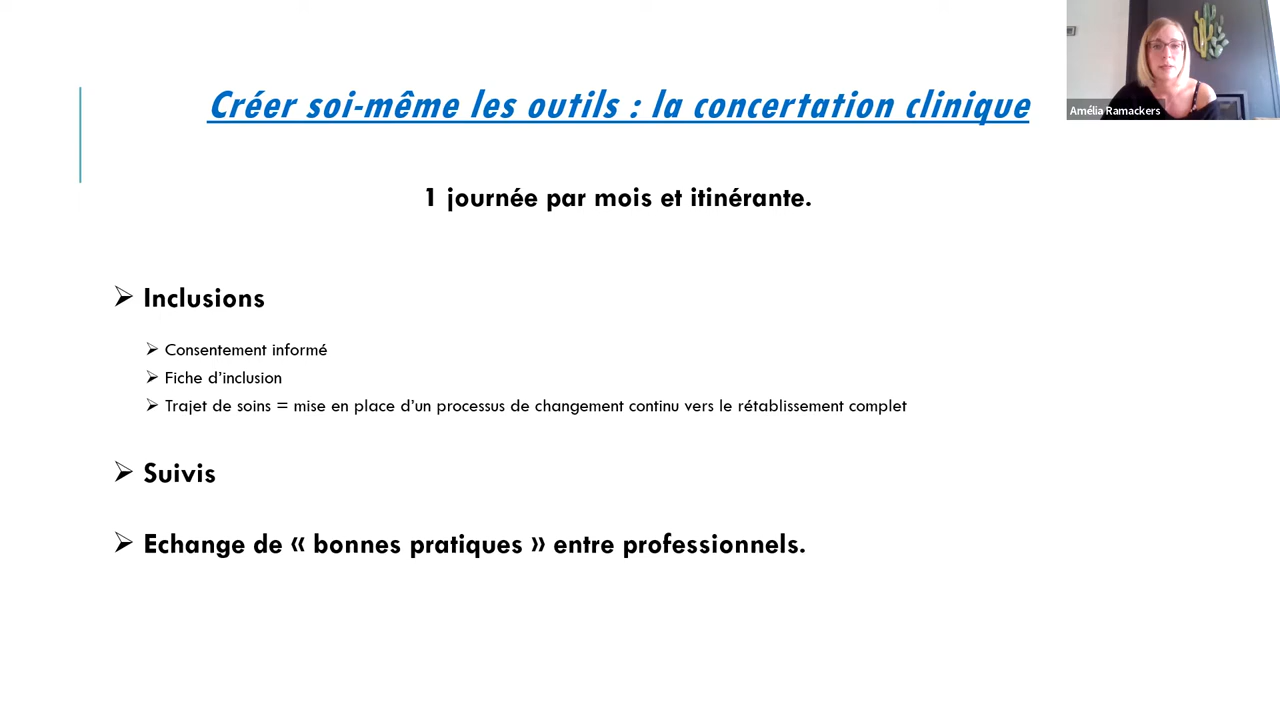 Créer soi-même les outils : la concertation clinique
Amélia Ramackers
1 journée par mois et itinérante.
➢ Inclusions
➢ Consentement informé
➢ Fiche d’inclusion
➢ Trajet de soins = mise en place d’un processus de changement continu vers le rétablissement complet
➢ Suivis
➢ Echange de « bonnes pratiques » entre professionnels.